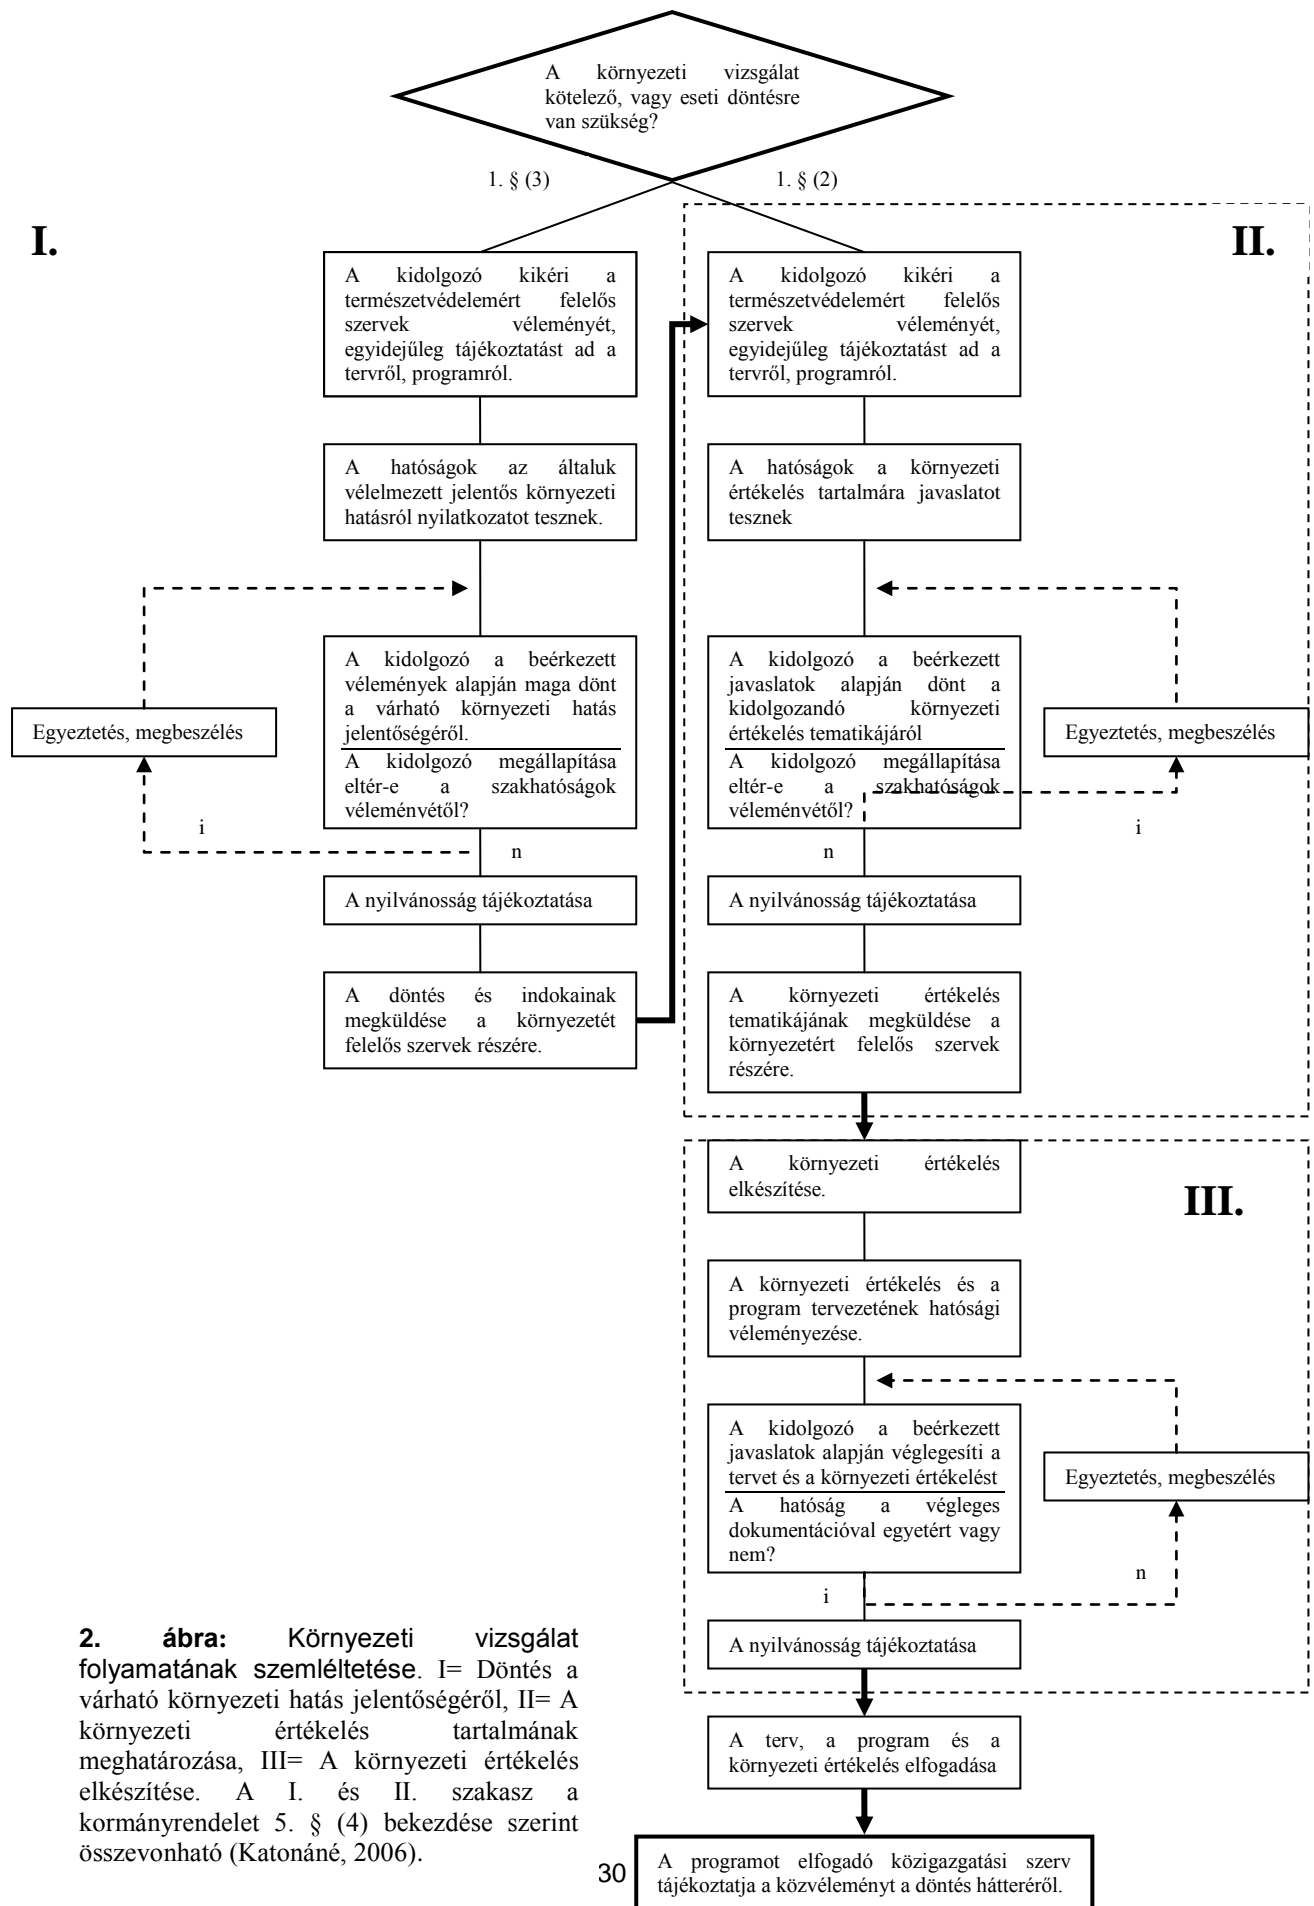 A környezeti vizsgálat
kötelező, vagy eseti döntésre
van szükség?
1. § (3)
1. § (2)
I.
II.
A kidolgozó kikéri a
természetvédelemért felelős
szervek véleményét,
egyidejűleg tájékoztatást ad a
tervről, programról.
A kidolgozó kikéri a
természetvédelemért felelős
szervek véleményét,
egyidejűleg tájékoztatást ad a
tervről, programról.
A hatóságok az általuk
vélelmezett jelentős környezeti
hatásról nyilatkozatot tesznek.
A hatóságok a környezeti
értékelés tartalmára javaslatot
tesznek
A kidolgozó a beérkezett
vélemények alapján maga dönt
a várható környezeti hatás
jelentőségéről.
A kidolgozó megállapítása
eltér-e a szakhatóságok
véleményétől?
Egyeztetés, megbeszélés
i
n
A kidolgozó a beérkezett
javaslatok alapján dönt a
kidolgozandó környezeti
értékelés tematikájáról
A kidolgozó megállapítása
eltér-e a szakhatóságok
véleményétől?
Egyeztetés, megbeszélés
i
n
A nyilvánosság tájékoztatása
A nyilvánosság tájékoztatása
A döntés és indokainak
megküldése a környezetét
felelős szervek részére.
A környezeti értékelés
tematikájának megküldése a
környezetért felelős szervek
részére.
III.
A környezeti értékelés
elkészítése.
A környezeti értékelés és a
program tervezetének hatósági
véleményezése.
A kidolgozó a beérkezett
javaslatok alapján véglegesíti a
tervet és a környezeti értékelést
A hatóság a végleges
dokumentációval egyetért vagy
nem?
Egyeztetés, megbeszélés
n
i
A nyilvánosság tájékoztatása
A terv, a program és a
környezeti értékelés elfogadása
A programot elfogadó közigazgatási szerv
tájékoztatja a közvéleményt a döntés hátteréről.
2. ábra: Környezeti vizsgálat
folyamatának szemléltetése. I= Döntés a
várható környezeti hatás jelentőségéről, II= A
környezeti értékelés tartalmának
meghatározása, III= A környezeti értékelés
elkészítése. A I. és II. szakasz a
kormányrendelet 5. § (4) bekezdése szerint
összevonható (Katonáné, 2006).
30